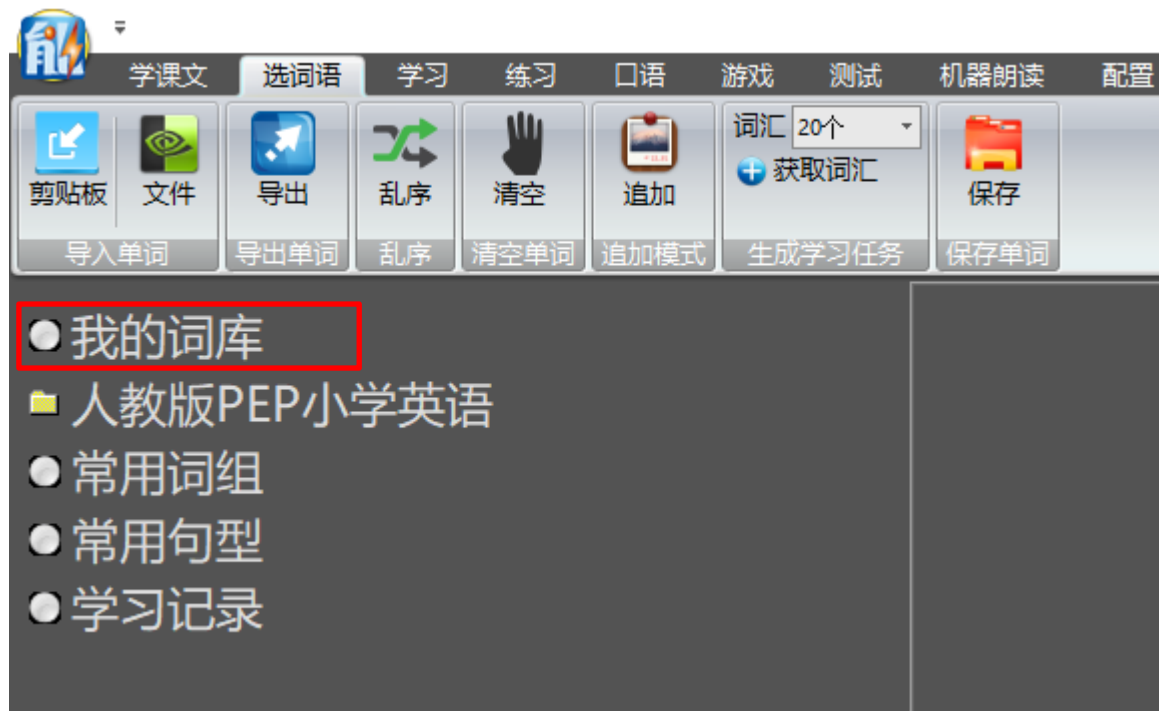 能
学课文 选词语 学习 练习 口语 游戏 测试 机器朗读 配置
词汇 20个
获取词汇
剪贴板 文件 导出 乱序 清空 追加 保存
导入单词 导出单词 乱序 清空单词 追加模式 生成学习任务 保存单词
我的词库
人教版PEP小学英语
常用词组
常用句型
学习记录